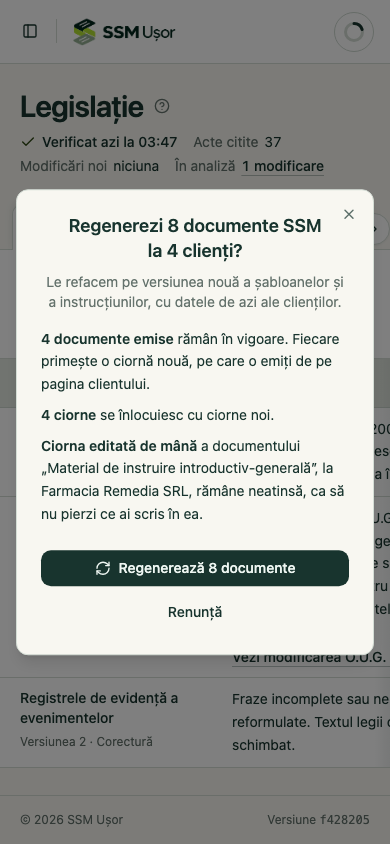 SSM Ușor
Legislație
Verificat azi la 03:47 Acte citite 37
Modificări noi niciuna În analiză 1 modificare
Regenerezi 8 documente SSM
la 4 clienți?
Le refacem pe versiunea nouă a șabloanelor și
a instrucțiunilor, cu datele de azi ale clienților.
4 documente emise rămân în vigoare. Fiecare
primește o ciornă nouă, pe care o emiți de pe
pagina clientului.
4 ciorne se înlocuiesc cu ciorne noi.
Ciorna editată de mână a documentului
„Material de instruire introductiv-generală”, la
Farmacia Remedia SRL, rămâne neatinsă, ca să
nu pierzi ce ai scris în ea.
Regenerează 8 documente
Renunță
Vezi modificarea O.U.G.
Registrele de evidență a
evenimentelor
Versiunea 2 · Corectură
Fraze incomplete sau ne
reformulate. Textul legii
schimbat.
© 2026 SSM Ușor Versiune f428205